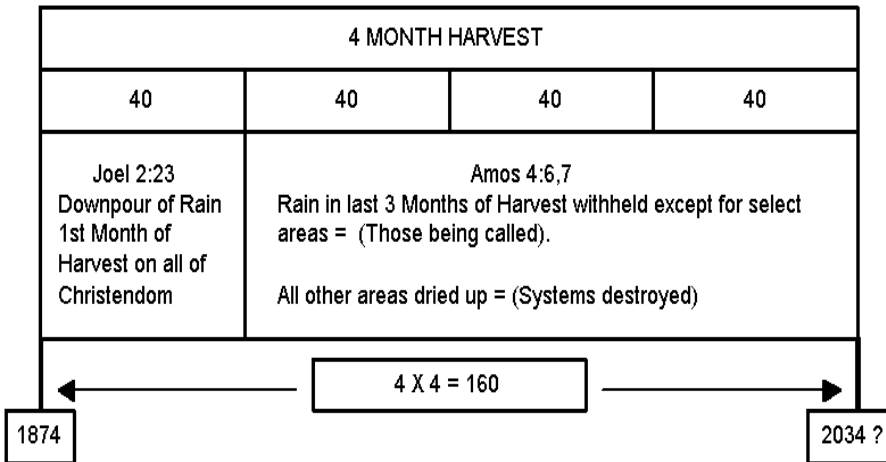 4 MONTH HARVEST
40 40 40 40
Joel 2:23
Downpour of Rain
1st Month of
Harvest on all of
Christendom
Amos 4:6,7
Rain in last 3 Months of Harvest withheld except for select
areas = (Those being called).
All other areas dried up = (Systems destroyed)
4 X 4 = 160
1874
2034 ?